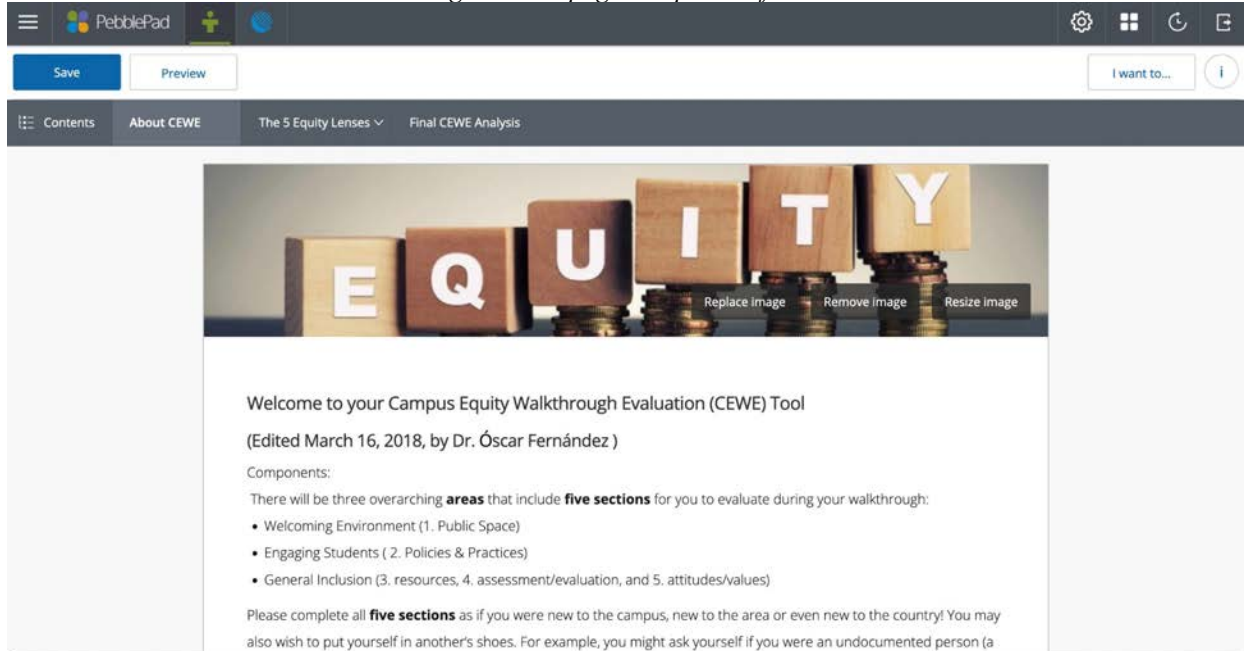 PebblePad
Save
Preview
I want to...
i
Contents
About CEWE
The 5 Equity Lenses
Final CEWE Analysis
EQUITY
Replace image
Remove image
Resize image
Welcome to your Campus Equity Walkthrough Evaluation (CEWE) Tool
(Edited March 16, 2018, by Dr. Óscar Fernández )
Components:
There will be three overarching areas that include five sections for you to evaluate during your walkthrough:
• Welcoming Environment (1. Public Space)
• Engaging Students ( 2. Policies & Practices)
• General Inclusion (3. resources, 4. assessment/evaluation, and 5. attitudes/values)
Please complete all five sections as if you were new to the campus, new to the area or even new to the country! You may
also wish to put yourself in another's shoes. For example, you might ask yourself if you were an undocumented person (a